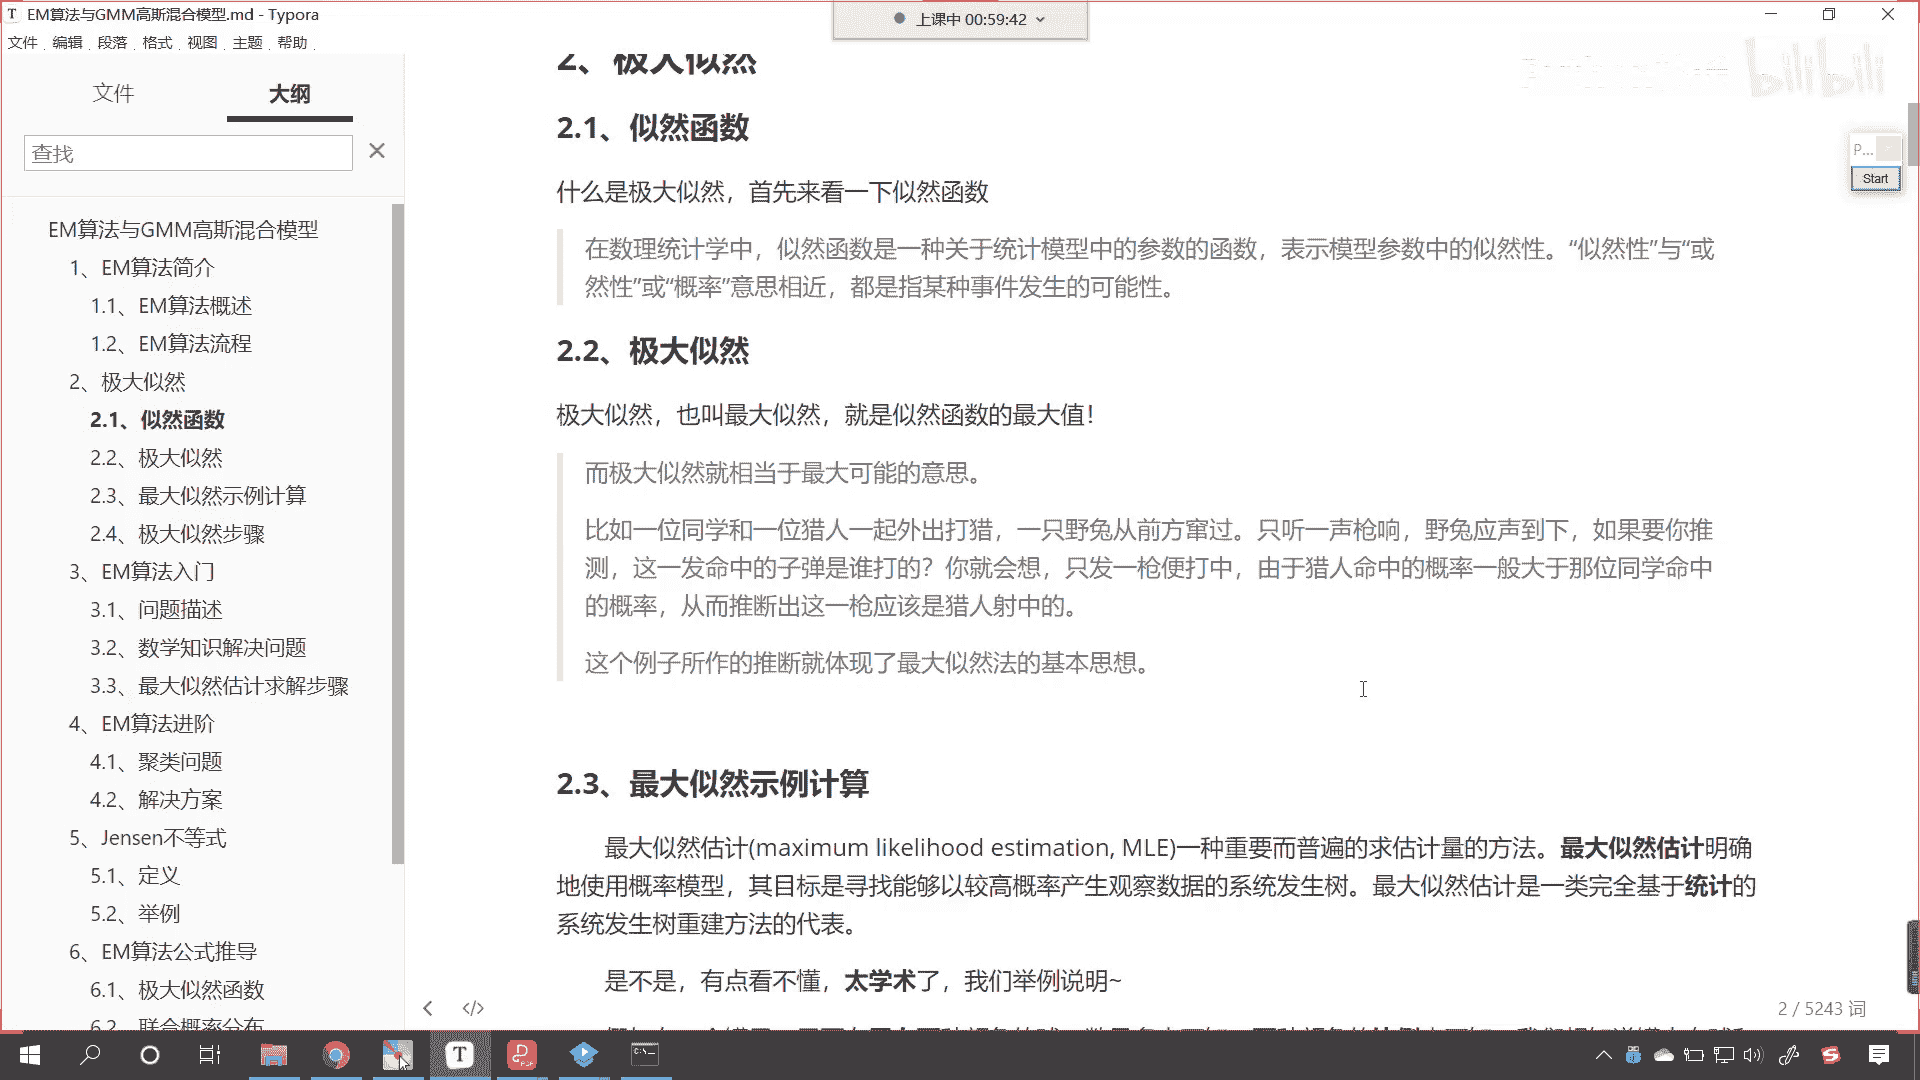 EM算法与GMM高斯混合模型.md - Typora
上课中 00:59:42
文件 编辑 段落 格式 视图 主题 帮助
文件 大纲
查找
EM算法与GMM高斯混合模型
1、EM算法简介
1.1、EM算法概述
1.2、EM算法流程
2、极大似然
2.1、似然函数
2.2、极大似然
2.3、最大似然示例计算
2.4、极大似然步骤
3、EM算法入门
3.1、问题描述
3.2、数学知识解决问题
3.3、最大似然估计求解步骤
4、EM算法进阶
4.1、聚类问题
4.2、解决方案
5、Jensen不等式
5.1、定义
5.2、举例
6、EM算法公式推导
6.1、极大似然函数
6.2、联合概率分布
2、极大似然
2.1、似然函数
什么是极大似然，首先来看一下似然函数
在数理统计学中，似然函数是一种关于统计模型中的参数的函数，表示模型参数中的似然性。“似然性”与“或
然性”或“概率”意思相近，都是指某种事件发生的可能性。
2.2、极大似然
极大似然，也叫最大似然，就是似然函数的最大值！
而极大似然就相当于最大可能的意思。
比如一位同学和一位猎人一起外出打猎，一只野兔从前方窜过。只听一声枪响，野兔应声到下，如果要你推
测，这一发命中的子弹是谁打的？你就会想，只发一枪便打中，由于猎人命中的概率一般大于那位同学命中
的概率，从而推断出这一枪应该是猎人射中的。
这个例子所作的推断就体现了最大似然法的基本思想。
2.3、最大似然示例计算
最大似然估计(maximum likelihood estimation, MLE)一种重要而普遍的求估计量的方法。最大似然估计明确
地使用概率模型，其目标是寻找能够以较高概率产生观察数据的系统发生树。最大似然估计是一类完全基于统计的
系统发生树重建方法的代表。
是不是，有点看不懂，太学术了，我们举例说明~
2 / 5243 词
bilibili
P...
Start